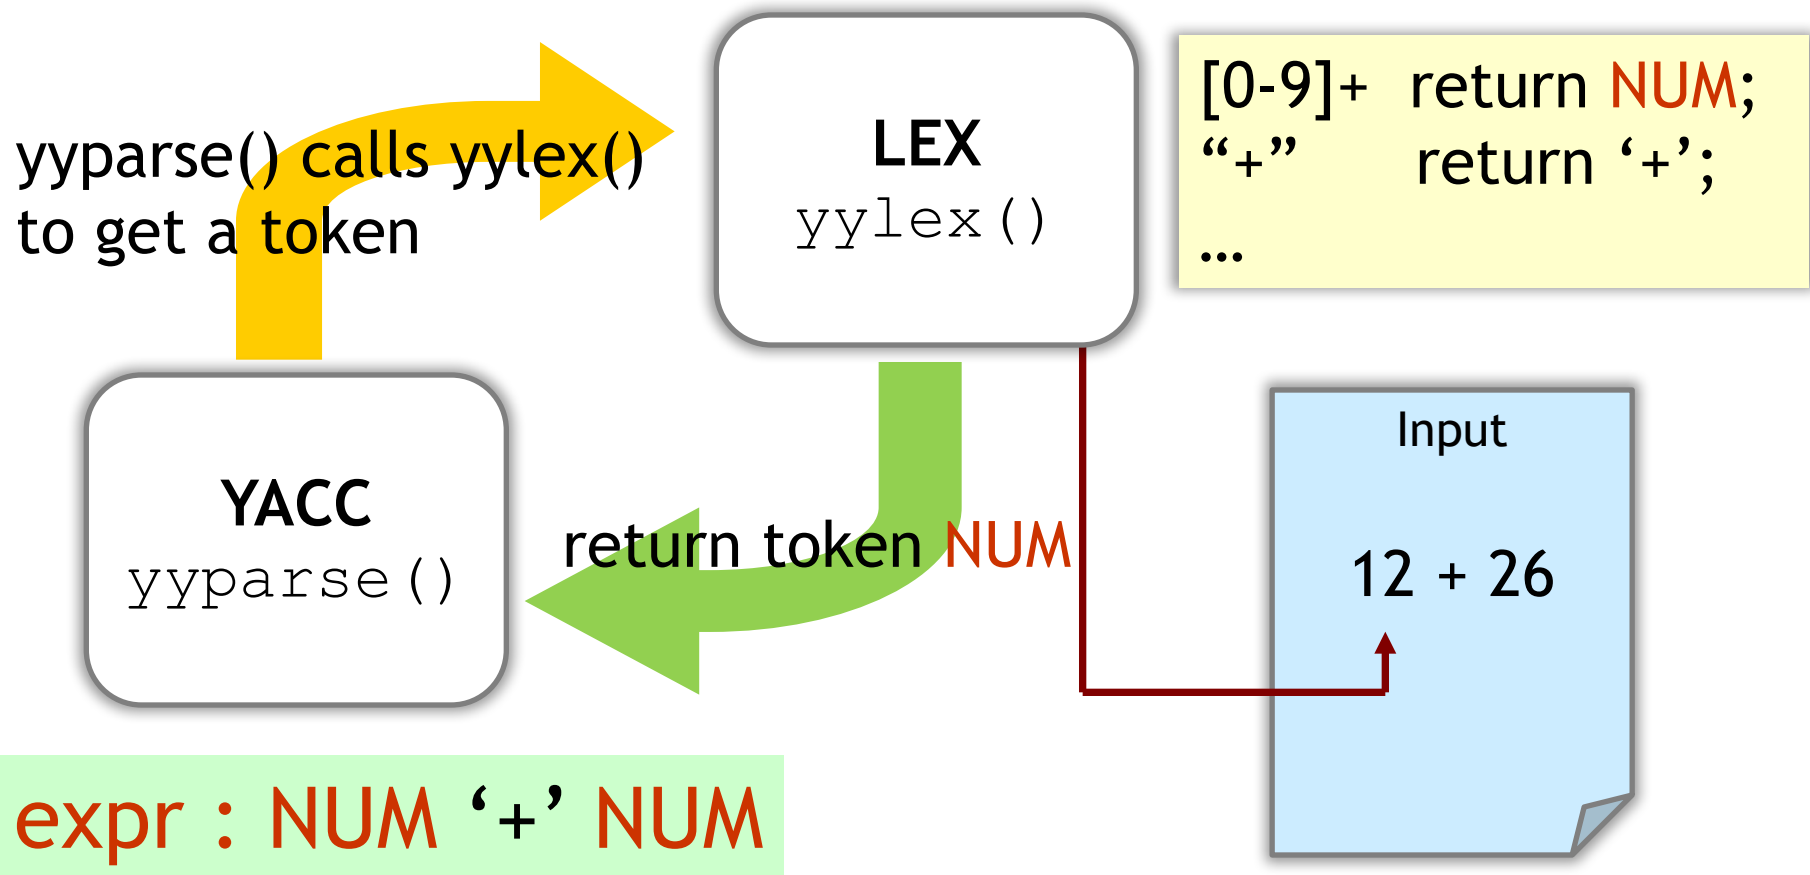 yyparse() calls yylex()
to get a token
LEX
yylex()
[0-9]+ return NUM;
“+” return ‘+’;
…
YACC
yyparse()
return token NUM
Input
12 + 26
expr : NUM ‘+’ NUM